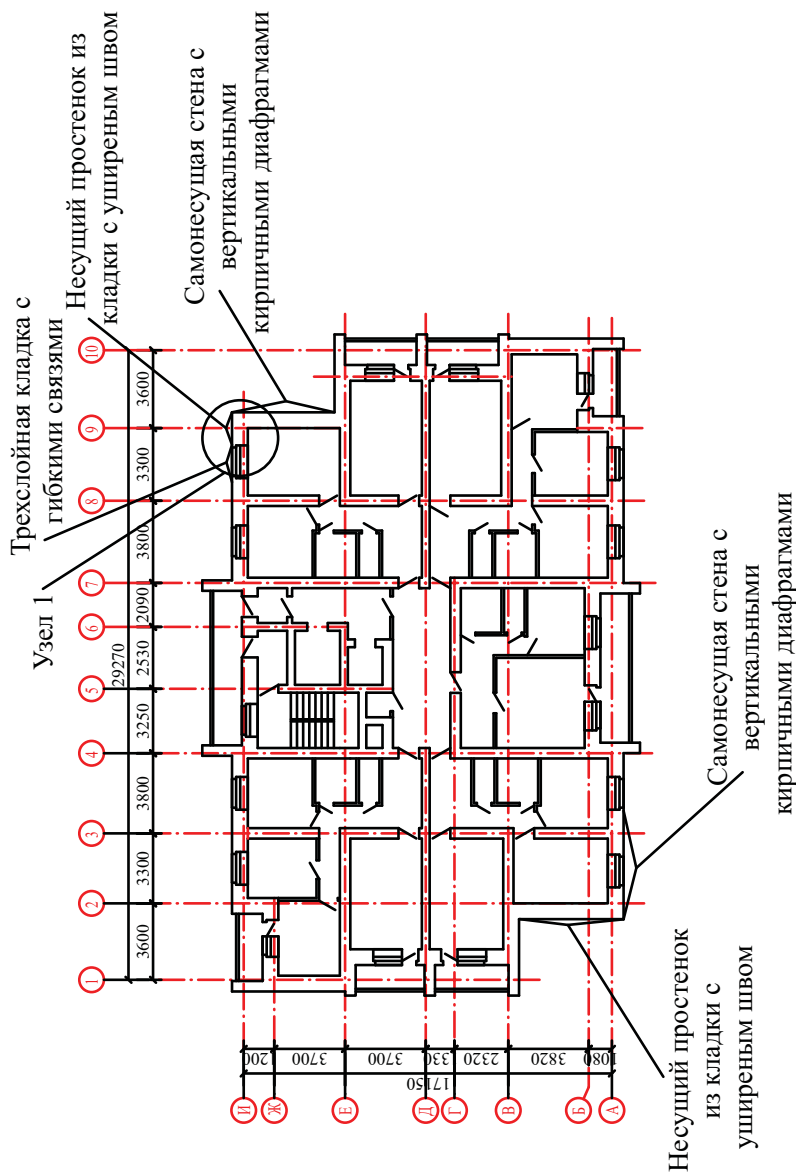 Трехслойная кладка с
гибкими связями
Несущий простенок из
кладки с уширеным швом
Самонесущая стена с
вертикальными
кирпичными диафрагмами
Узел 1
1
2
3
4
5
6
7
8
9
10
29270
3600
3300
3800
3250
2530
2090
3800
3300
3600
И
Ж
Е
Д
Г
В
Б
А
1200
3700
3700
1330
2320
3820
1080
17150
Несущий простенок
из кладки с
уширеным швом
Самонесущая стена с
вертикальными
кирпичными диафрагмами